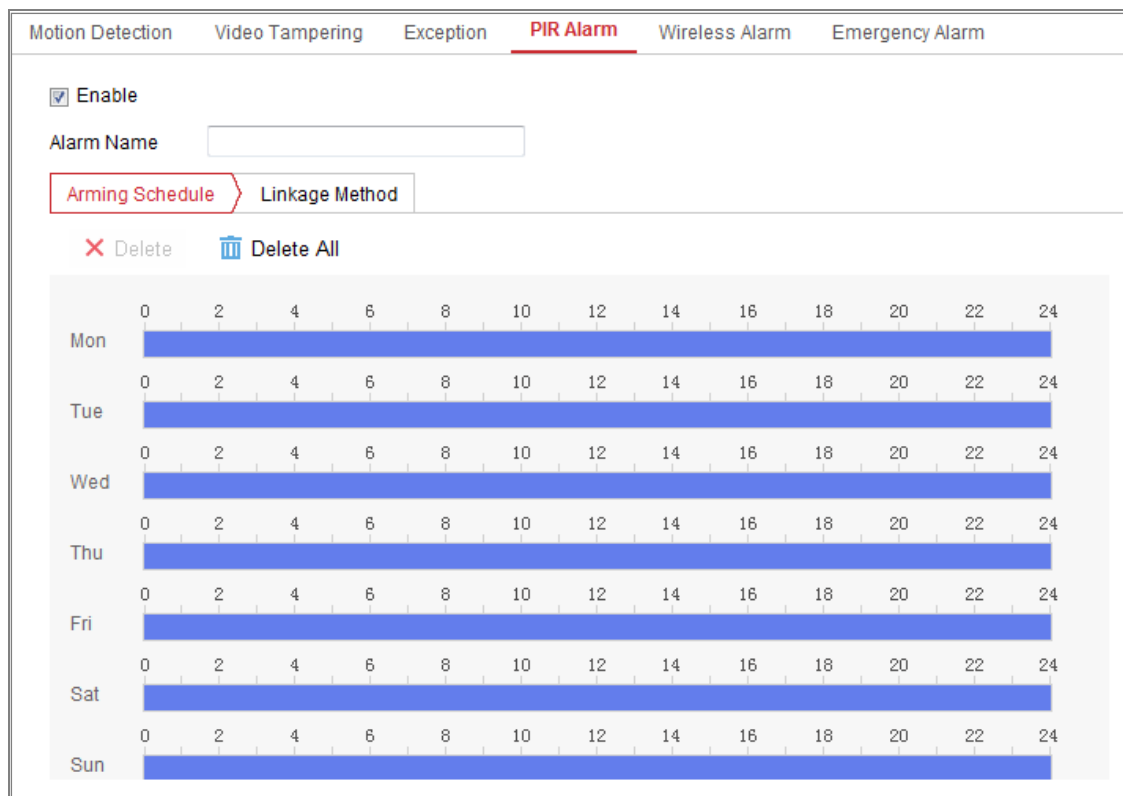 Motion Detection Video Tampering Exception PIR Alarm Wireless Alarm Emergency Alarm
Enable
Alarm Name
Arming Schedule Linkage Method
Delete Delete All
0 2 4 6 8 10 12 14 16 18 20 22 24
Mon
0 2 4 6 8 10 12 14 16 18 20 22 24
Tue
0 2 4 6 8 10 12 14 16 18 20 22 24
Wed
0 2 4 6 8 10 12 14 16 18 20 22 24
Thu
0 2 4 6 8 10 12 14 16 18 20 22 24
Fri
0 2 4 6 8 10 12 14 16 18 20 22 24
Sat
0 2 4 6 8 10 12 14 16 18 20 22 24
Sun